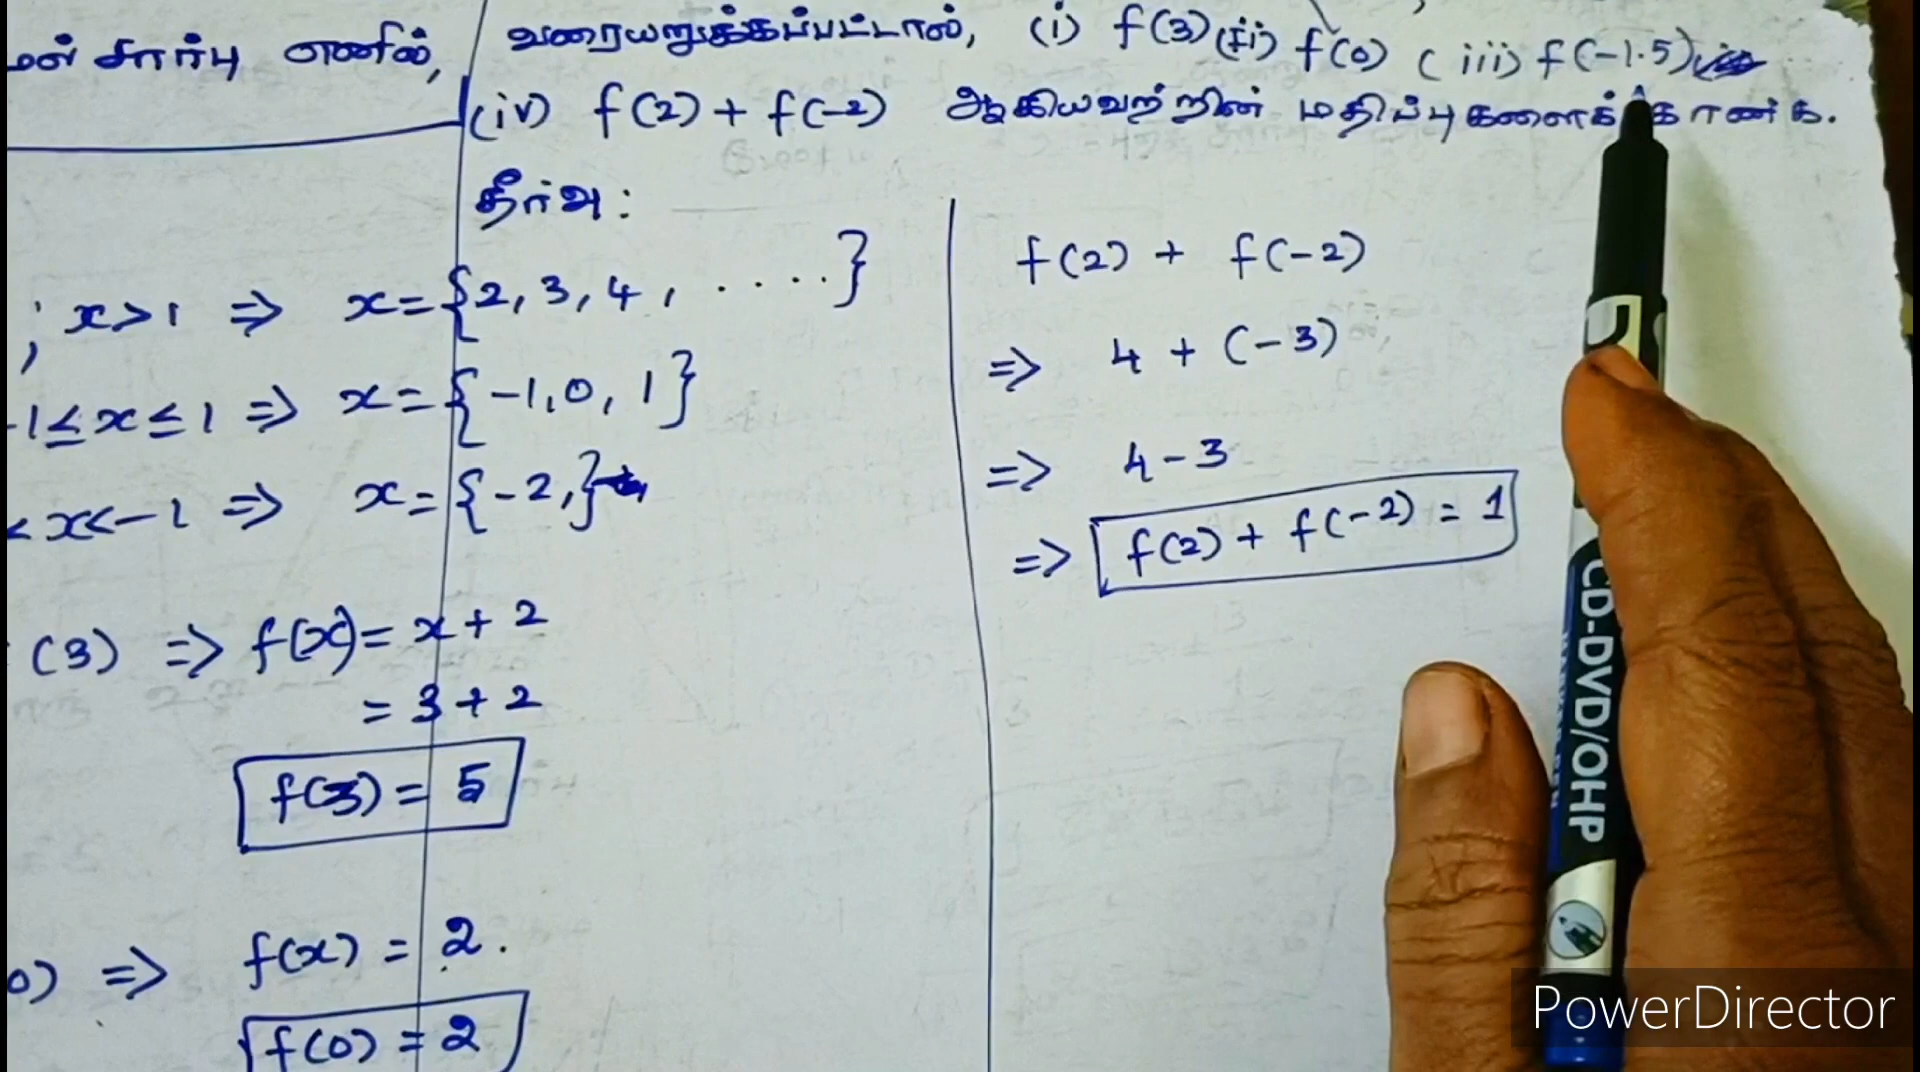 சார்பு எனில்,
வரையறுக்கப்பட்டால், (i) f(3) (ii) f(0) (iii) f(-1.5)
(iv) f(2) + f(-2) ஆகியவற்றின் மதிப்புகளைக் காண்க.
தீர்வு :
; x>1 => x={2, 3, 4, .....}
-1≤x≤1 => x={-1, 0, 1}
x<-1 => x={-2,}
(3) => f(x)= x + 2
= 3 + 2
f(3) = 5
0) => f(x) = 2.
f(0) = 2
f(2) + f(-2)
=> 4 + (-3)
=> 4-3
=> f(2) + f(-2) = 1
CD-DVD/OHP
PowerDirector